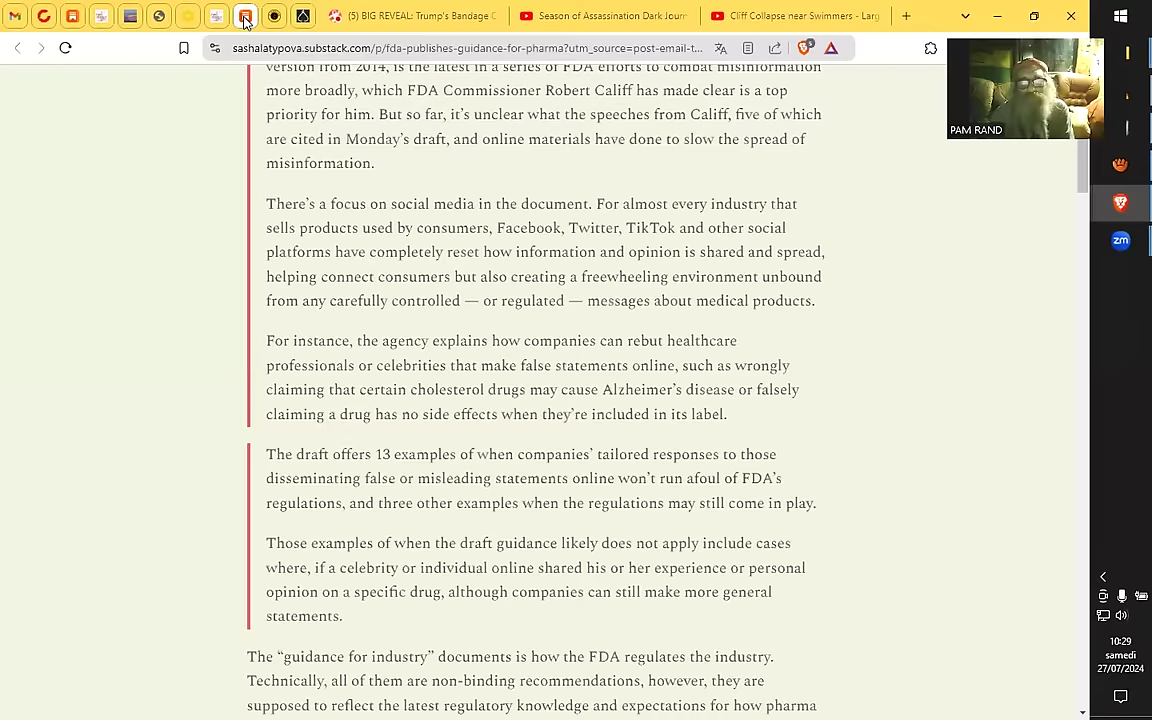 (5) BIG REVEAL: Trump's Bandage C
Season of Assassination Dark Journ
Cliff Collapse near Swimmers - Larg
sashalatypova.substack.com/p/fda-publishes-guidance-for-pharma?utm_source=post-email-t...
version from 2014, is the latest in a series of FDA efforts to combat misinformation
more broadly, which FDA Commissioner Robert Califf has made clear is a top
priority for him. But so far, it's unclear what the speeches from Califf, five of which
are cited in Monday's draft, and online materials have done to slow the spread of
misinformation.
There's a focus on social media in the document. For almost every industry that
sells products used by consumers, Facebook, Twitter, TikTok and other social
platforms have completely reset how information and opinion is shared and spread,
helping connect consumers but also creating a freewheeling environment unbound
from any carefully controlled — or regulated — messages about medical products.
For instance, the agency explains how companies can rebut healthcare
professionals or celebrities that make false statements online, such as wrongly
claiming that certain cholesterol drugs may cause Alzheimer's disease or falsely
claiming a drug has no side effects when they're included in its label.
The draft offers 13 examples of when companies' tailored responses to those
disseminating false or misleading statements online won't run afoul of FDA's
regulations, and three other examples when the regulations may still come in play.
Those examples of when the draft guidance likely does not apply include cases
where, if a celebrity or individual online shared his or her experience or personal
opinion on a specific drug, although companies can still make more general
statements.
The “guidance for industry” documents is how the FDA regulates the industry.
Technically, all of them are non-binding recommendations, however, they are
supposed to reflect the latest regulatory knowledge and expectations for how pharma
PAM RAND
zm
10:29
samedi
27/07/2024